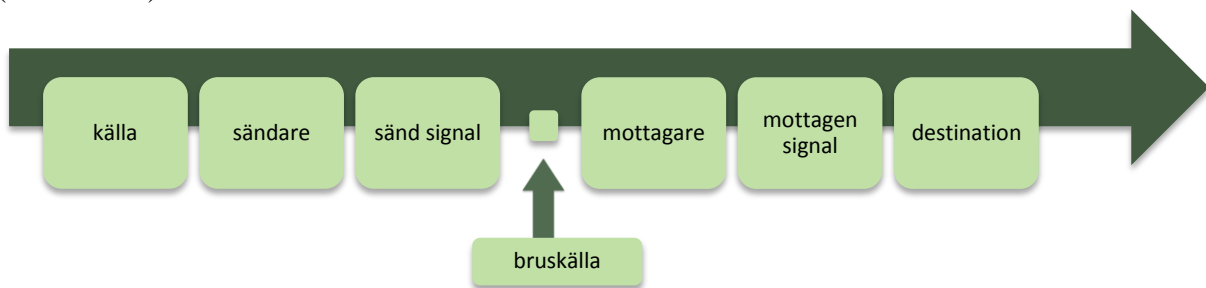 källa
sändare
sänd signal
mottagare
mottagen
signal
destination
bruskälla